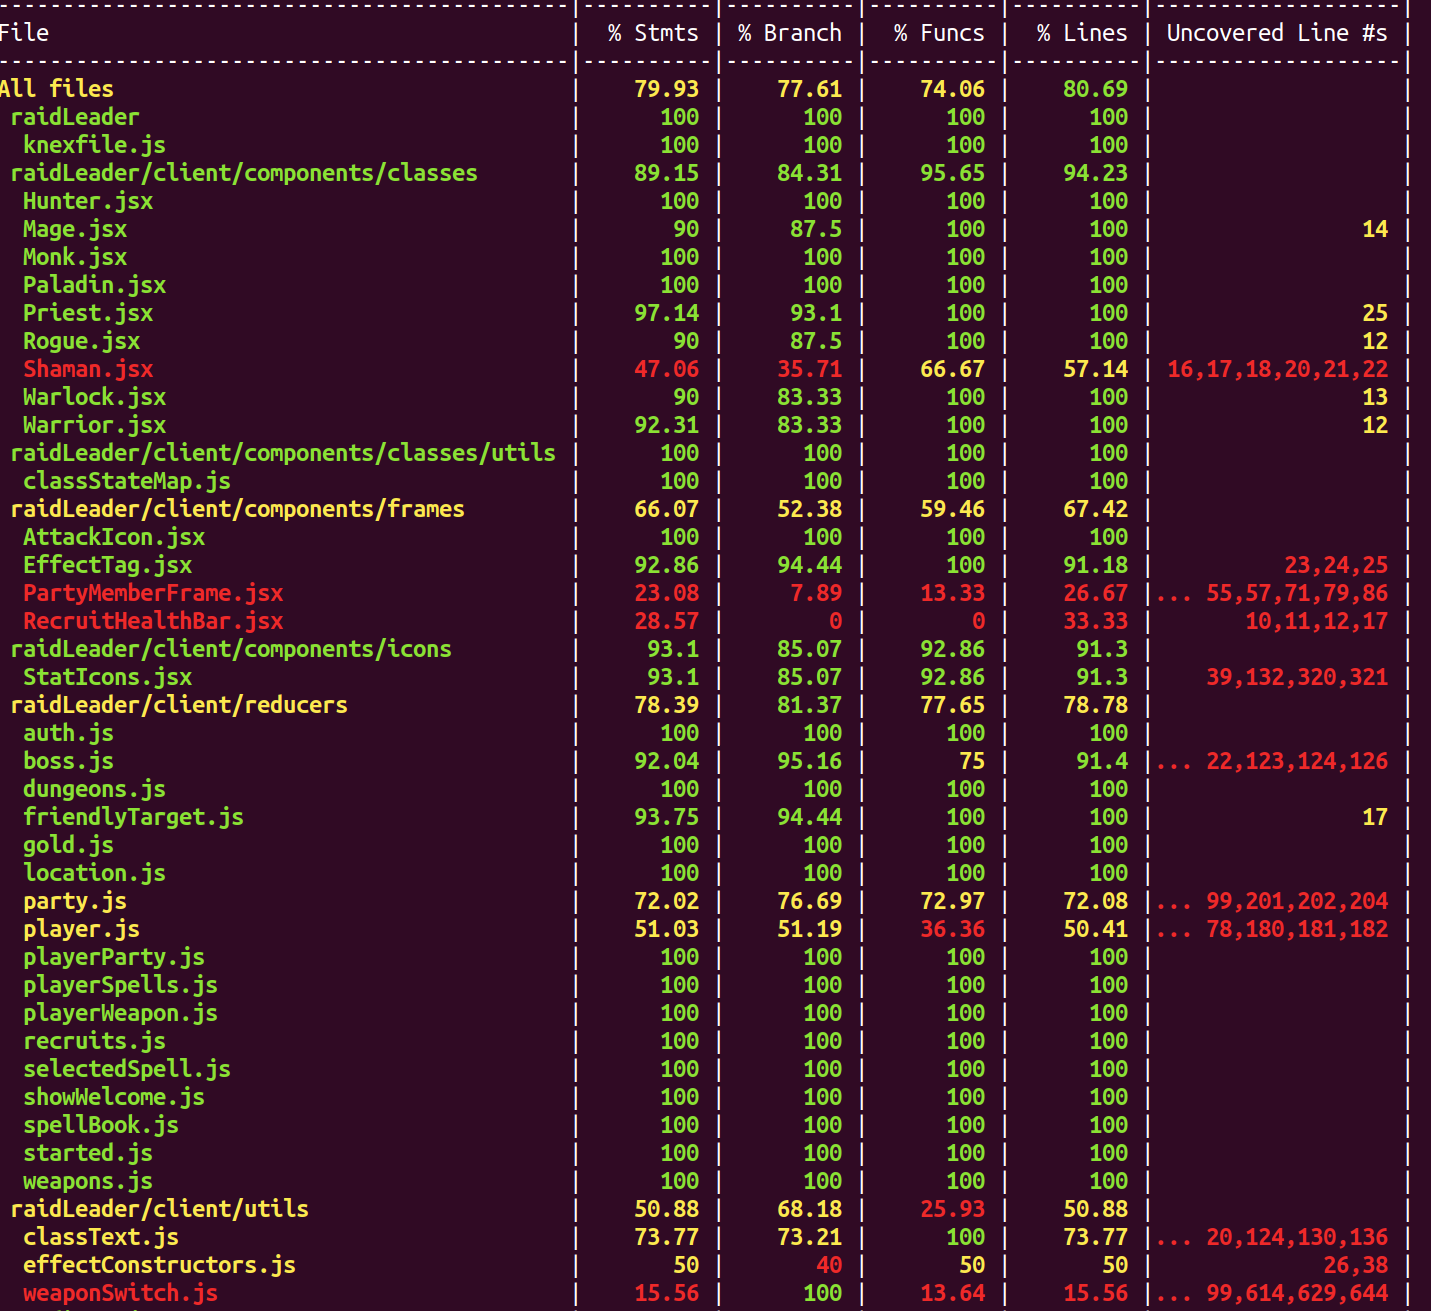 --------------------------------------------|----------|----------|----------|----------|-------------------|
File                                        |  % Stmts | % Branch |  % Funcs |  % Lines | Uncovered Line #s |
--------------------------------------------|----------|----------|----------|----------|-------------------|
All files                                   |    79.93 |    77.61 |    74.06 |    80.69 |                   |
 raidLeader                                 |      100 |      100 |      100 |      100 |                   |
  knexfile.js                               |      100 |      100 |      100 |      100 |                   |
 raidLeader/client/components/classes       |    89.15 |    84.31 |    95.65 |    94.23 |                   |
  Hunter.jsx                                |      100 |      100 |      100 |      100 |                   |
  Mage.jsx                                  |       90 |     87.5 |      100 |      100 |                14 |
  Monk.jsx                                  |      100 |      100 |      100 |      100 |                   |
  Paladin.jsx                               |      100 |      100 |      100 |      100 |                   |
  Priest.jsx                                |    97.14 |     93.1 |      100 |      100 |                25 |
  Rogue.jsx                                 |       90 |     87.5 |      100 |      100 |                12 |
  Shaman.jsx                                |    47.06 |    35.71 |    66.67 |    57.14 | 16,17,18,20,21,22 |
  Warlock.jsx                               |       90 |    83.33 |      100 |      100 |                13 |
  Warrior.jsx                               |    92.31 |    83.33 |      100 |      100 |                12 |
 raidLeader/client/components/classes/utils |      100 |      100 |      100 |      100 |                   |
  classStateMap.js                          |      100 |      100 |      100 |      100 |                   |
 raidLeader/client/components/frames        |    66.07 |    52.38 |    59.46 |    67.42 |                   |
  AttackIcon.jsx                            |      100 |      100 |      100 |      100 |                   |
  EffectTag.jsx                             |    92.86 |    94.44 |      100 |    91.18 |          23,24,25 |
  PartyMemberFrame.jsx                      |    23.08 |     7.89 |    13.33 |    26.67 |... 55,57,71,79,86 |
  RecruitHealthBar.jsx                      |    28.57 |        0 |        0 |    33.33 |       10,11,12,17 |
 raidLeader/client/components/icons         |     93.1 |    85.07 |    92.86 |     91.3 |                   |
  StatIcons.jsx                             |     93.1 |    85.07 |    92.86 |     91.3 |    39,132,320,321 |
 raidLeader/client/reducers                 |    78.39 |    81.37 |    77.65 |    78.78 |                   |
  auth.js                                   |      100 |      100 |      100 |      100 |                   |
  boss.js                                   |    92.04 |    95.16 |       75 |     91.4 |... 22,123,124,126 |
  dungeons.js                               |      100 |      100 |      100 |      100 |                   |
  friendlyTarget.js                         |    93.75 |    94.44 |      100 |      100 |                17 |
  gold.js                                   |      100 |      100 |      100 |      100 |                   |
  location.js                               |      100 |      100 |      100 |      100 |                   |
  party.js                                  |    72.02 |    76.69 |    72.97 |    72.08 |... 99,201,202,204 |
  player.js                                 |    51.03 |    51.19 |    36.36 |    50.41 |... 78,180,181,182 |
  playerParty.js                            |      100 |      100 |      100 |      100 |                   |
  playerSpells.js                           |      100 |      100 |      100 |      100 |                   |
  playerWeapon.js                           |      100 |      100 |      100 |      100 |                   |
  recruits.js                               |      100 |      100 |      100 |      100 |                   |
  selectedSpell.js                          |      100 |      100 |      100 |      100 |                   |
  showWelcome.js                            |      100 |      100 |      100 |      100 |                   |
  spellBook.js                              |      100 |      100 |      100 |      100 |                   |
  started.js                                |      100 |      100 |      100 |      100 |                   |
  weapons.js                                |      100 |      100 |      100 |      100 |                   |
 raidLeader/client/utils                    |    50.88 |    68.18 |    25.93 |    50.88 |                   |
  classText.js                              |    73.77 |    73.21 |      100 |    73.77 |... 20,124,130,136 |
  effectConstructors.js                     |       50 |       40 |       50 |       50 |             26,38 |
  weaponSwitch.js                           |    15.56 |      100 |    13.64 |    15.56 |... 99,614,629,644 |